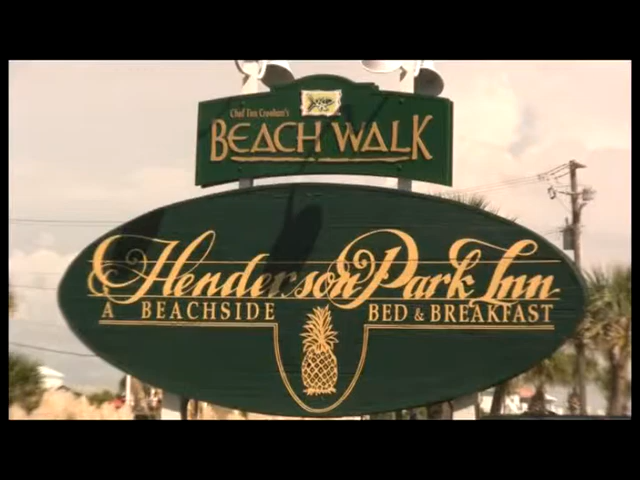 Chef Tim Creehan's
BEACH WALK
Henderson Park Inn
A BEACHSIDE BED & BREAKFAST